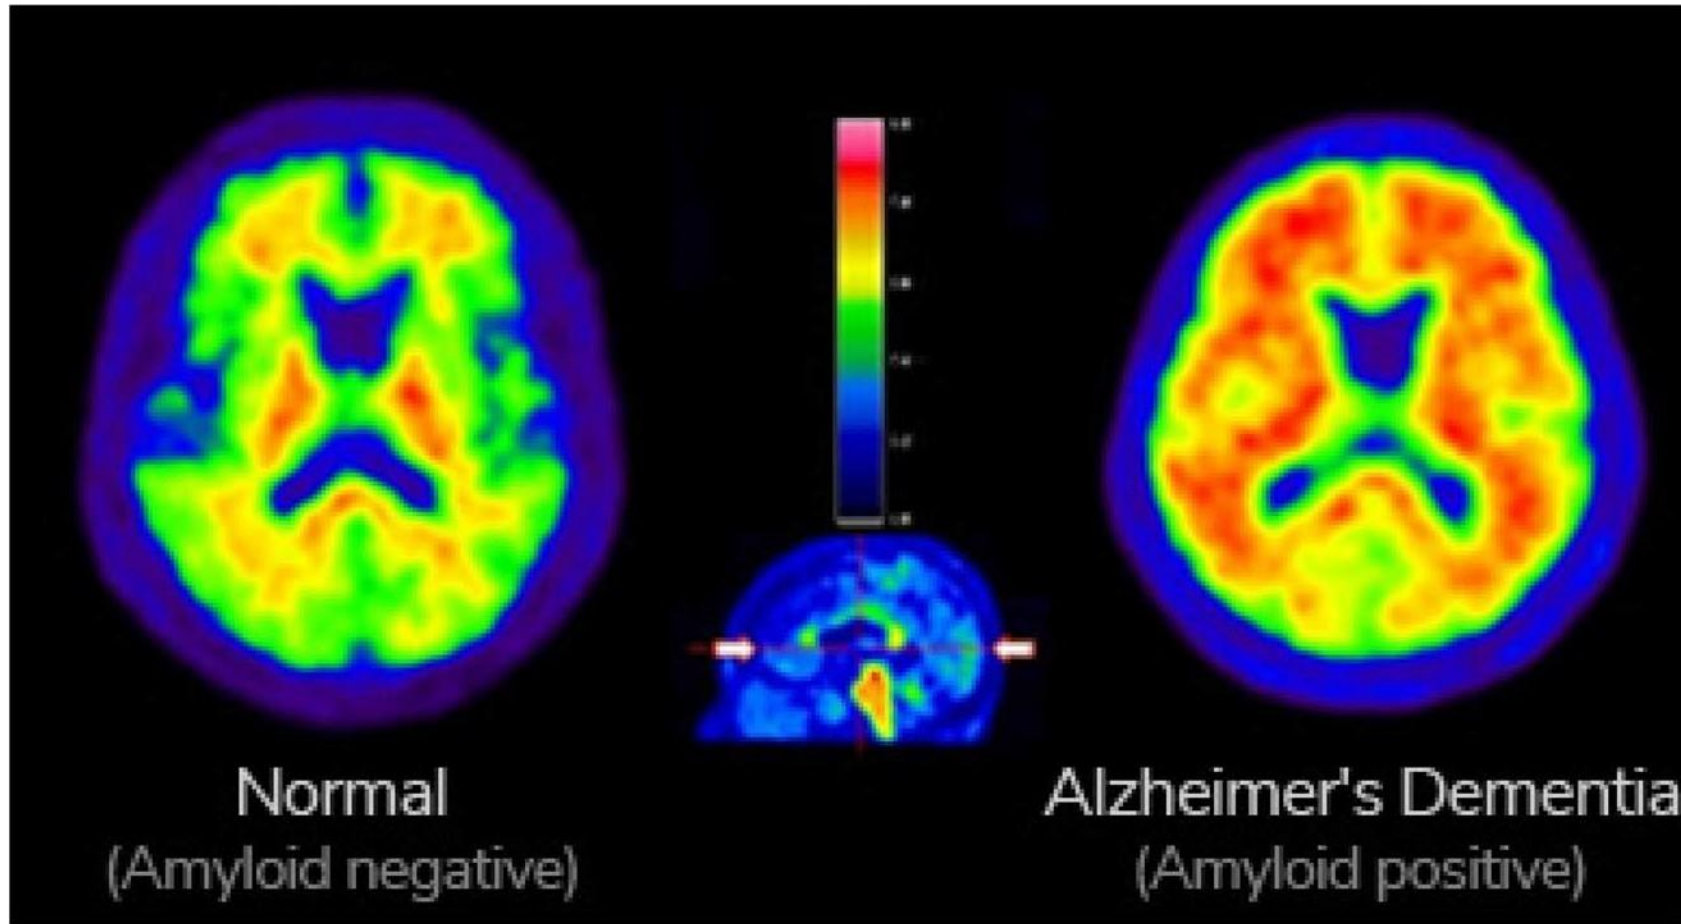 Normal
(Amyloid negative)
Alzheimer's Dementia
(Amyloid positive)